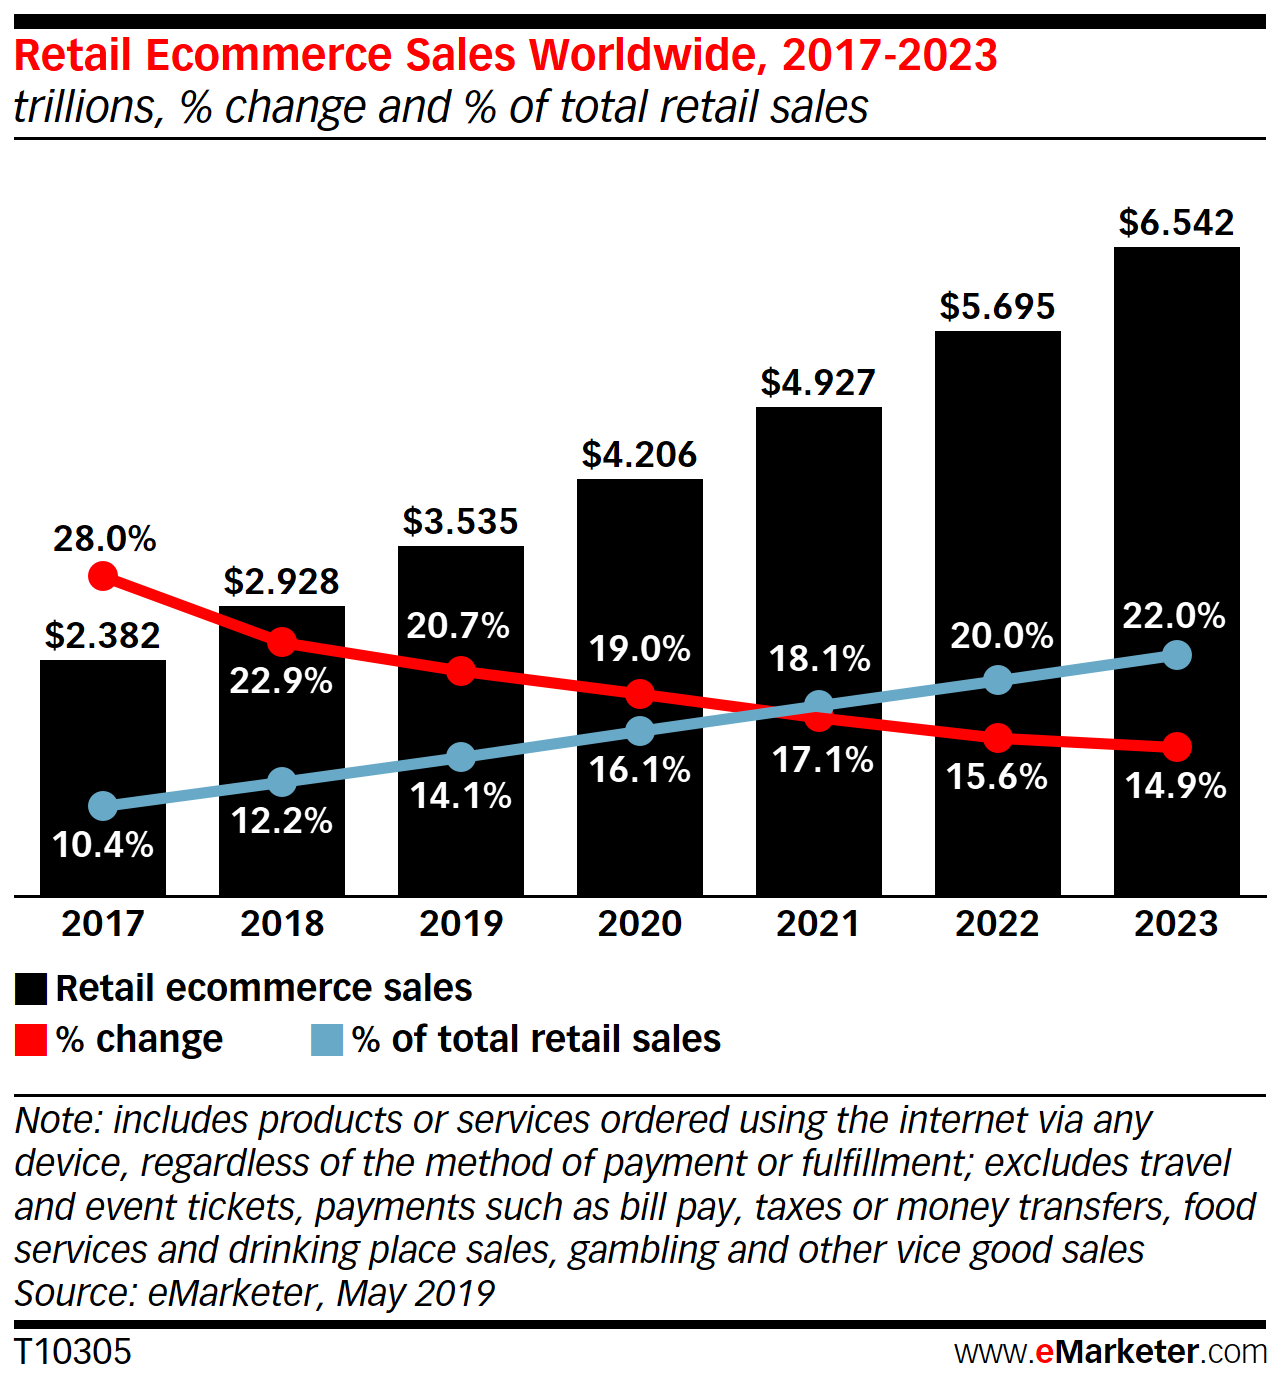 Retail Ecommerce Sales Worldwide, 2017-2023
trillions, % change and % of total retail sales
$6.542
$5.695
$4.927
$4.206
$3.535
28.0%
$2.928
$2.382
20.7%
22.9%
19.0%
18.1%
20.0%
22.0%
10.4%
12.2%
14.1%
16.1%
17.1%
15.6%
14.9%
2017 2018 2019 2020 2021 2022 2023
Retail ecommerce sales
% change % of total retail sales
Note: includes products or services ordered using the internet via any
device, regardless of the method of payment or fulfillment; excludes travel
and event tickets, payments such as bill pay, taxes or money transfers, food
services and drinking place sales, gambling and other vice good sales
Source: eMarketer, May 2019
T10305 www.eMarketer.com